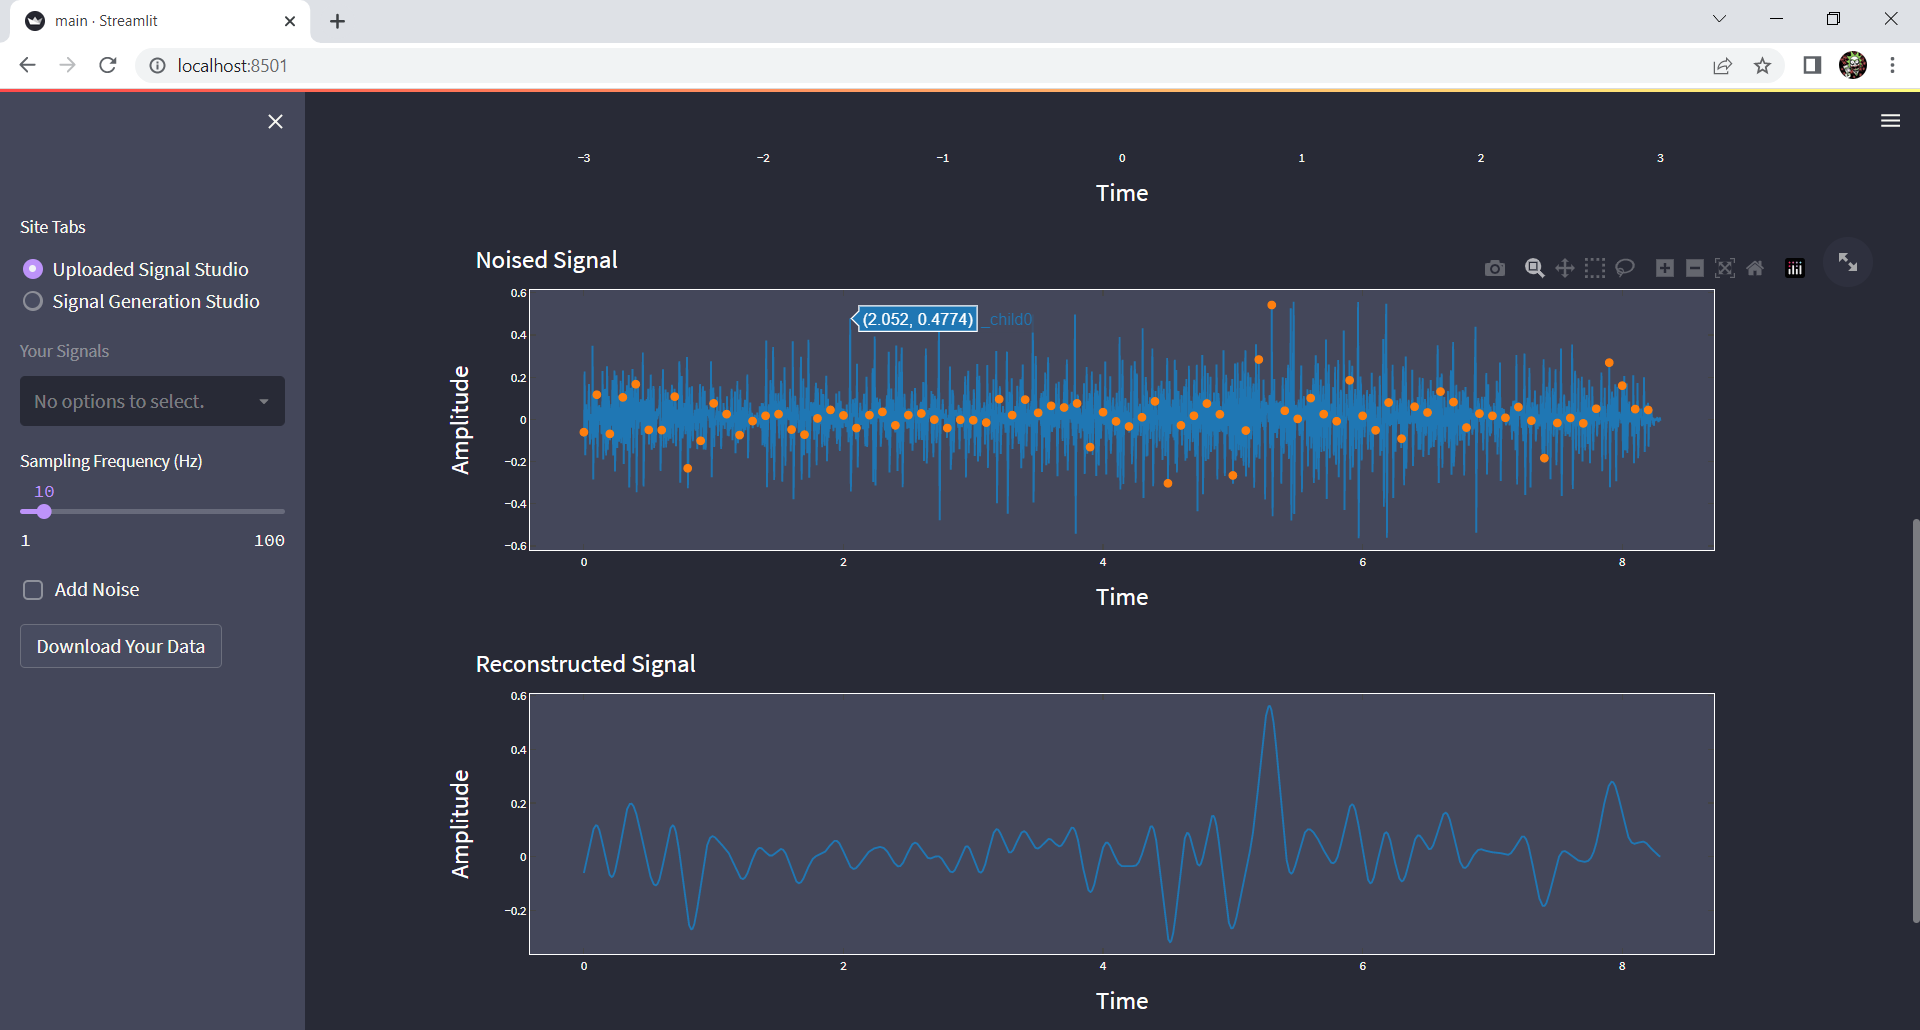 main · Streamlit
localhost:8501
Site Tabs
Uploaded Signal Studio
Signal Generation Studio
Your Signals
No options to select.
Sampling Frequency (Hz)
10
1 100
Add Noise
Download Your Data
−3 −2 −1 0 1 2 3
Time
Noised Signal
(2.052, 0.4774) _child0
0.6
0.4
0.2
0
−0.2
−0.4
−0.6
Amplitude
0 2 4 6 8
Time
Reconstructed Signal
0.6
0.4
0.2
0
−0.2
Amplitude
0 2 4 6 8
Time